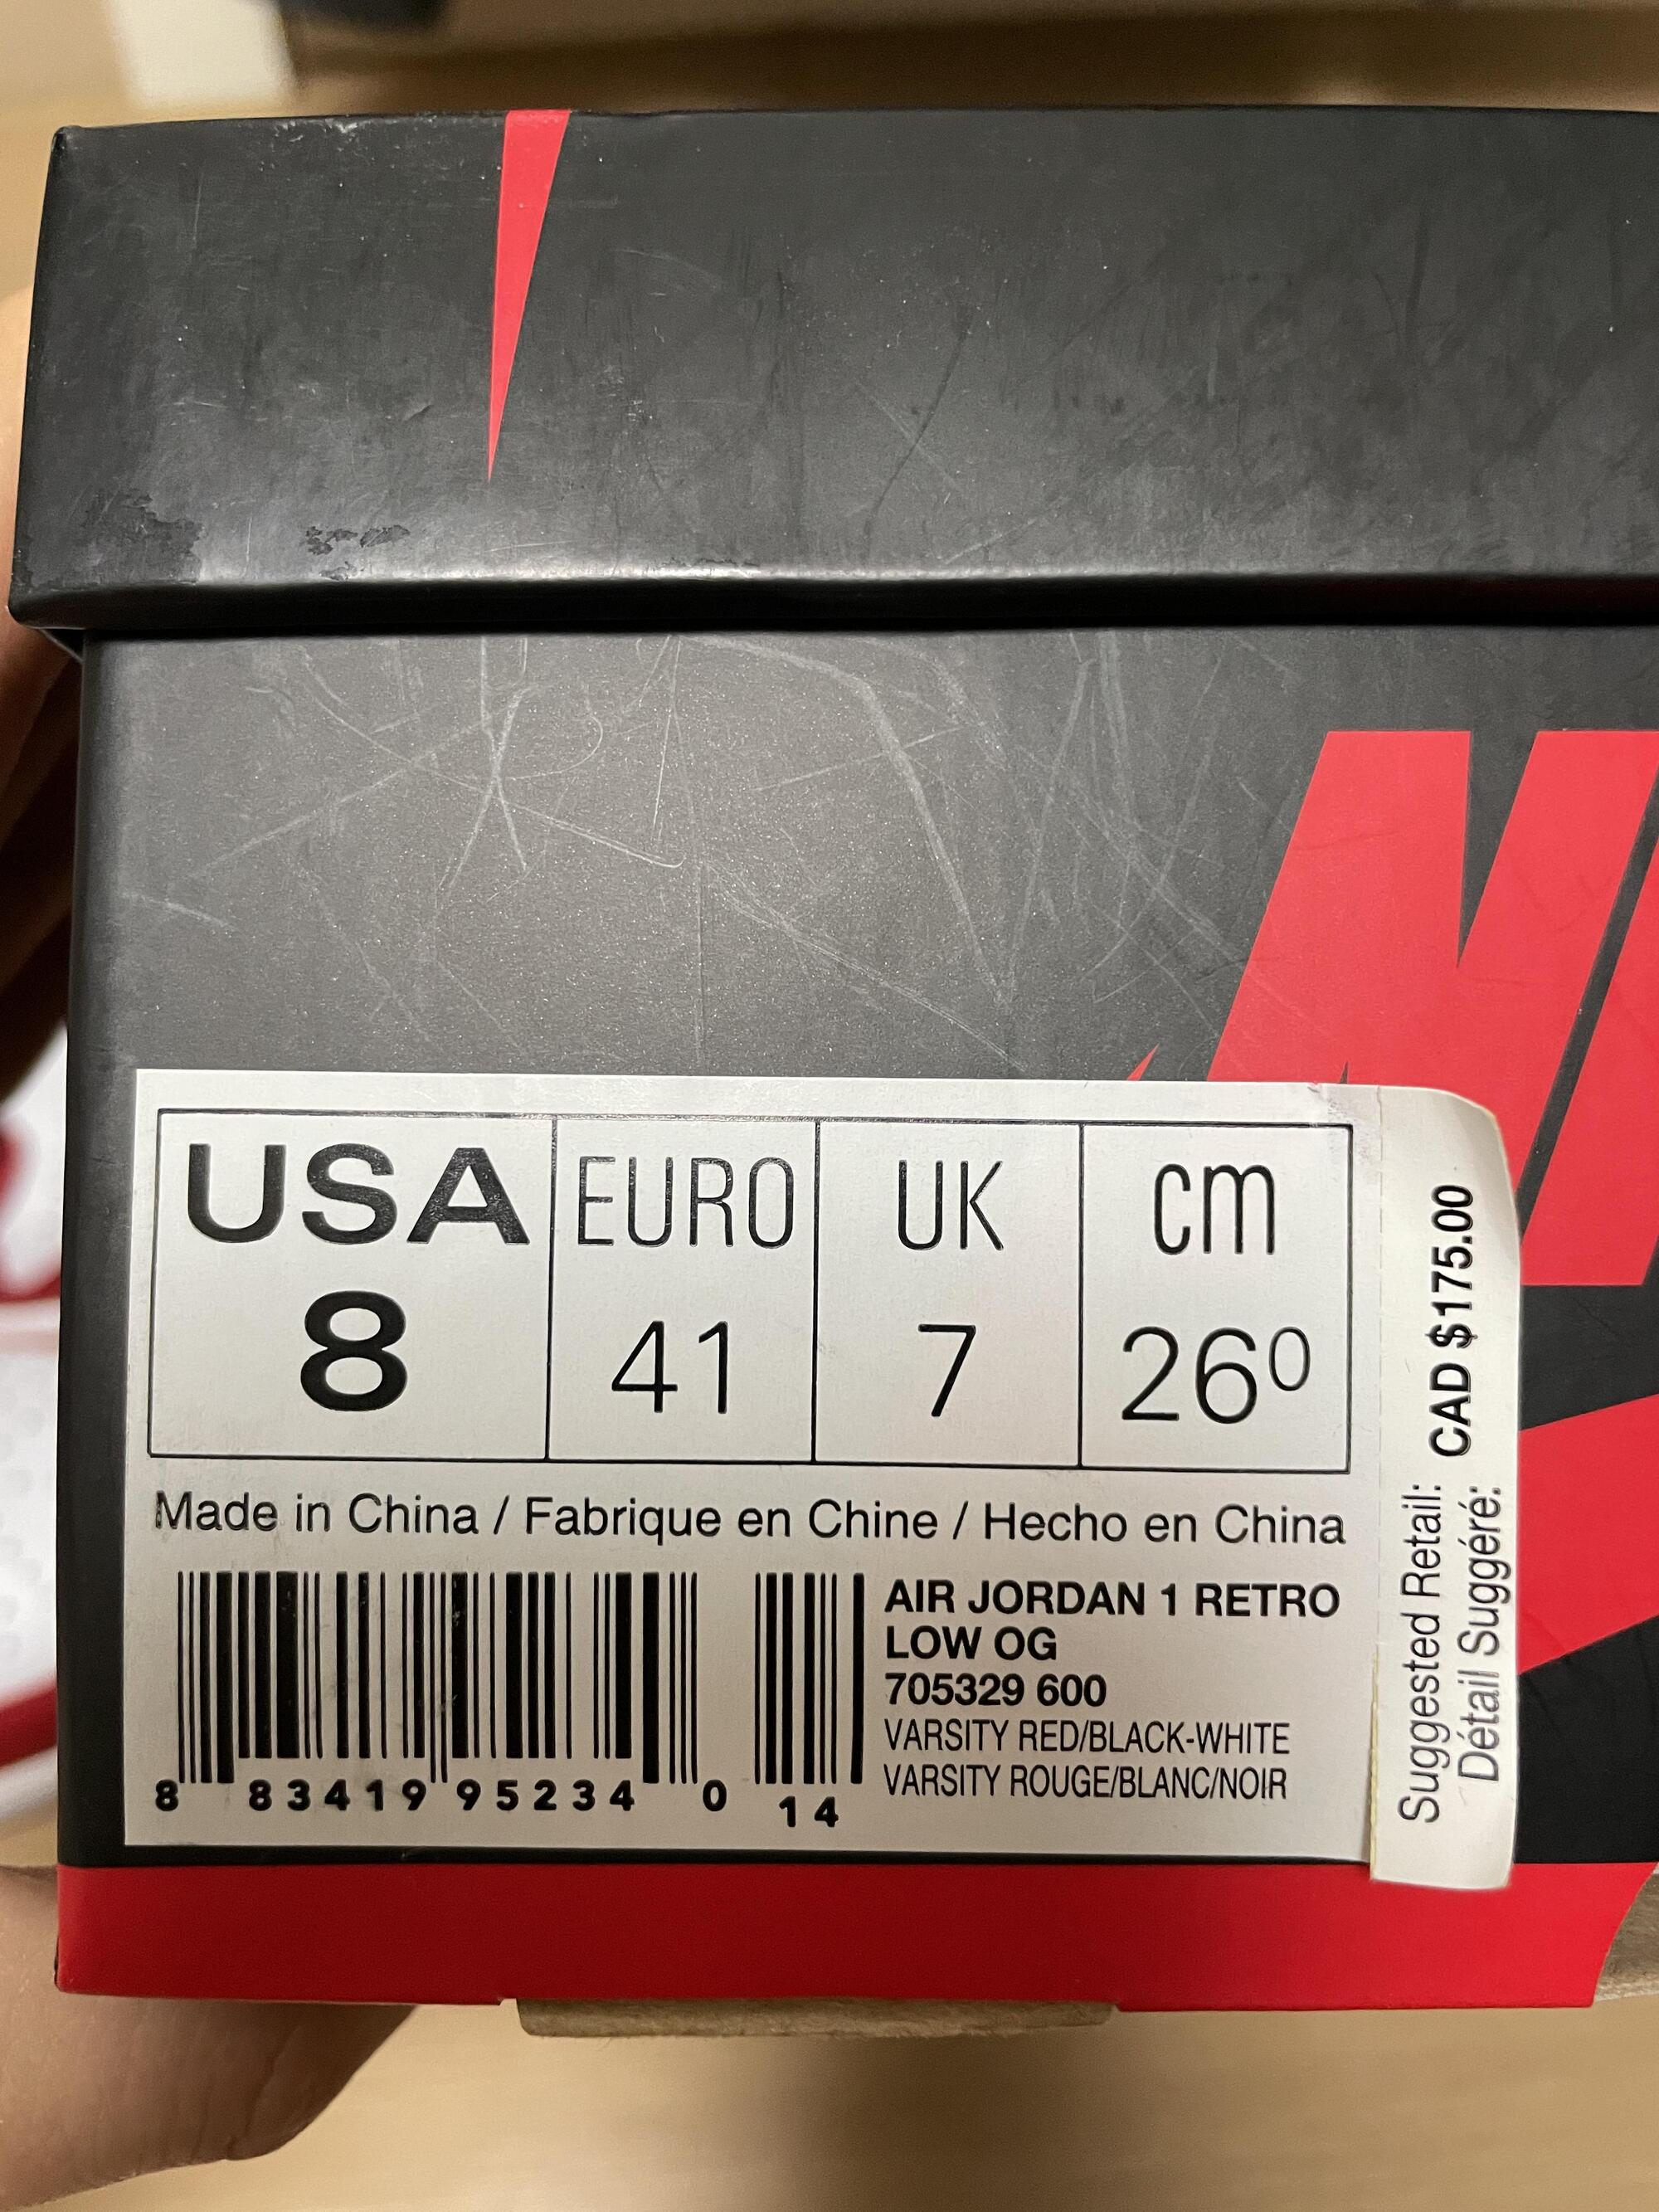 USA EURO UK cm
8 41 7 26⁰
Made in China / Fabrique en Chine / Hecho en China
AIR JORDAN 1 RETRO
LOW OG
705329 600
VARSITY RED/BLACK-WHITE
VARSITY ROUGE/BLANC/NOIR
8 83419 95234 0 14
Suggested Retail: CAD $175.00
Détail Suggéré: